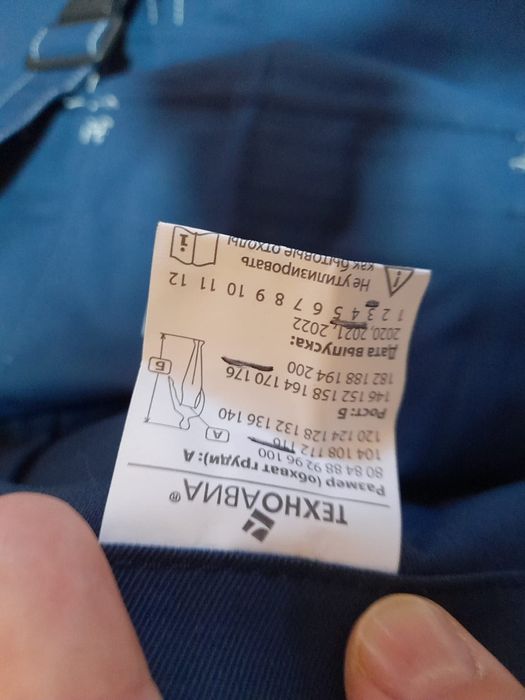 ТЕХНОАВИА®
Размер (обхват груди): А
80 84 88 92 96 100
104 108 112 116
120 124 128 132 136 140
А
Рост: Б
146 152 158 164 170 176
182 188 194 200
Б
Дата выпуска:
2020, 2021, 2022
1 2 3 4 5 6 7 8 9 10 11 12
Не утилизировать
как бытовые отходы
i